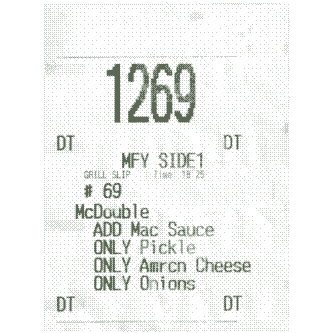 1269
DT DT
MFY SIDE1
GRILL SLIP Time 18 25
# 69
McDouble
ADD Mac Sauce
ONLY Pickle
ONLY Amrcn Cheese
ONLY Onions
DT DT